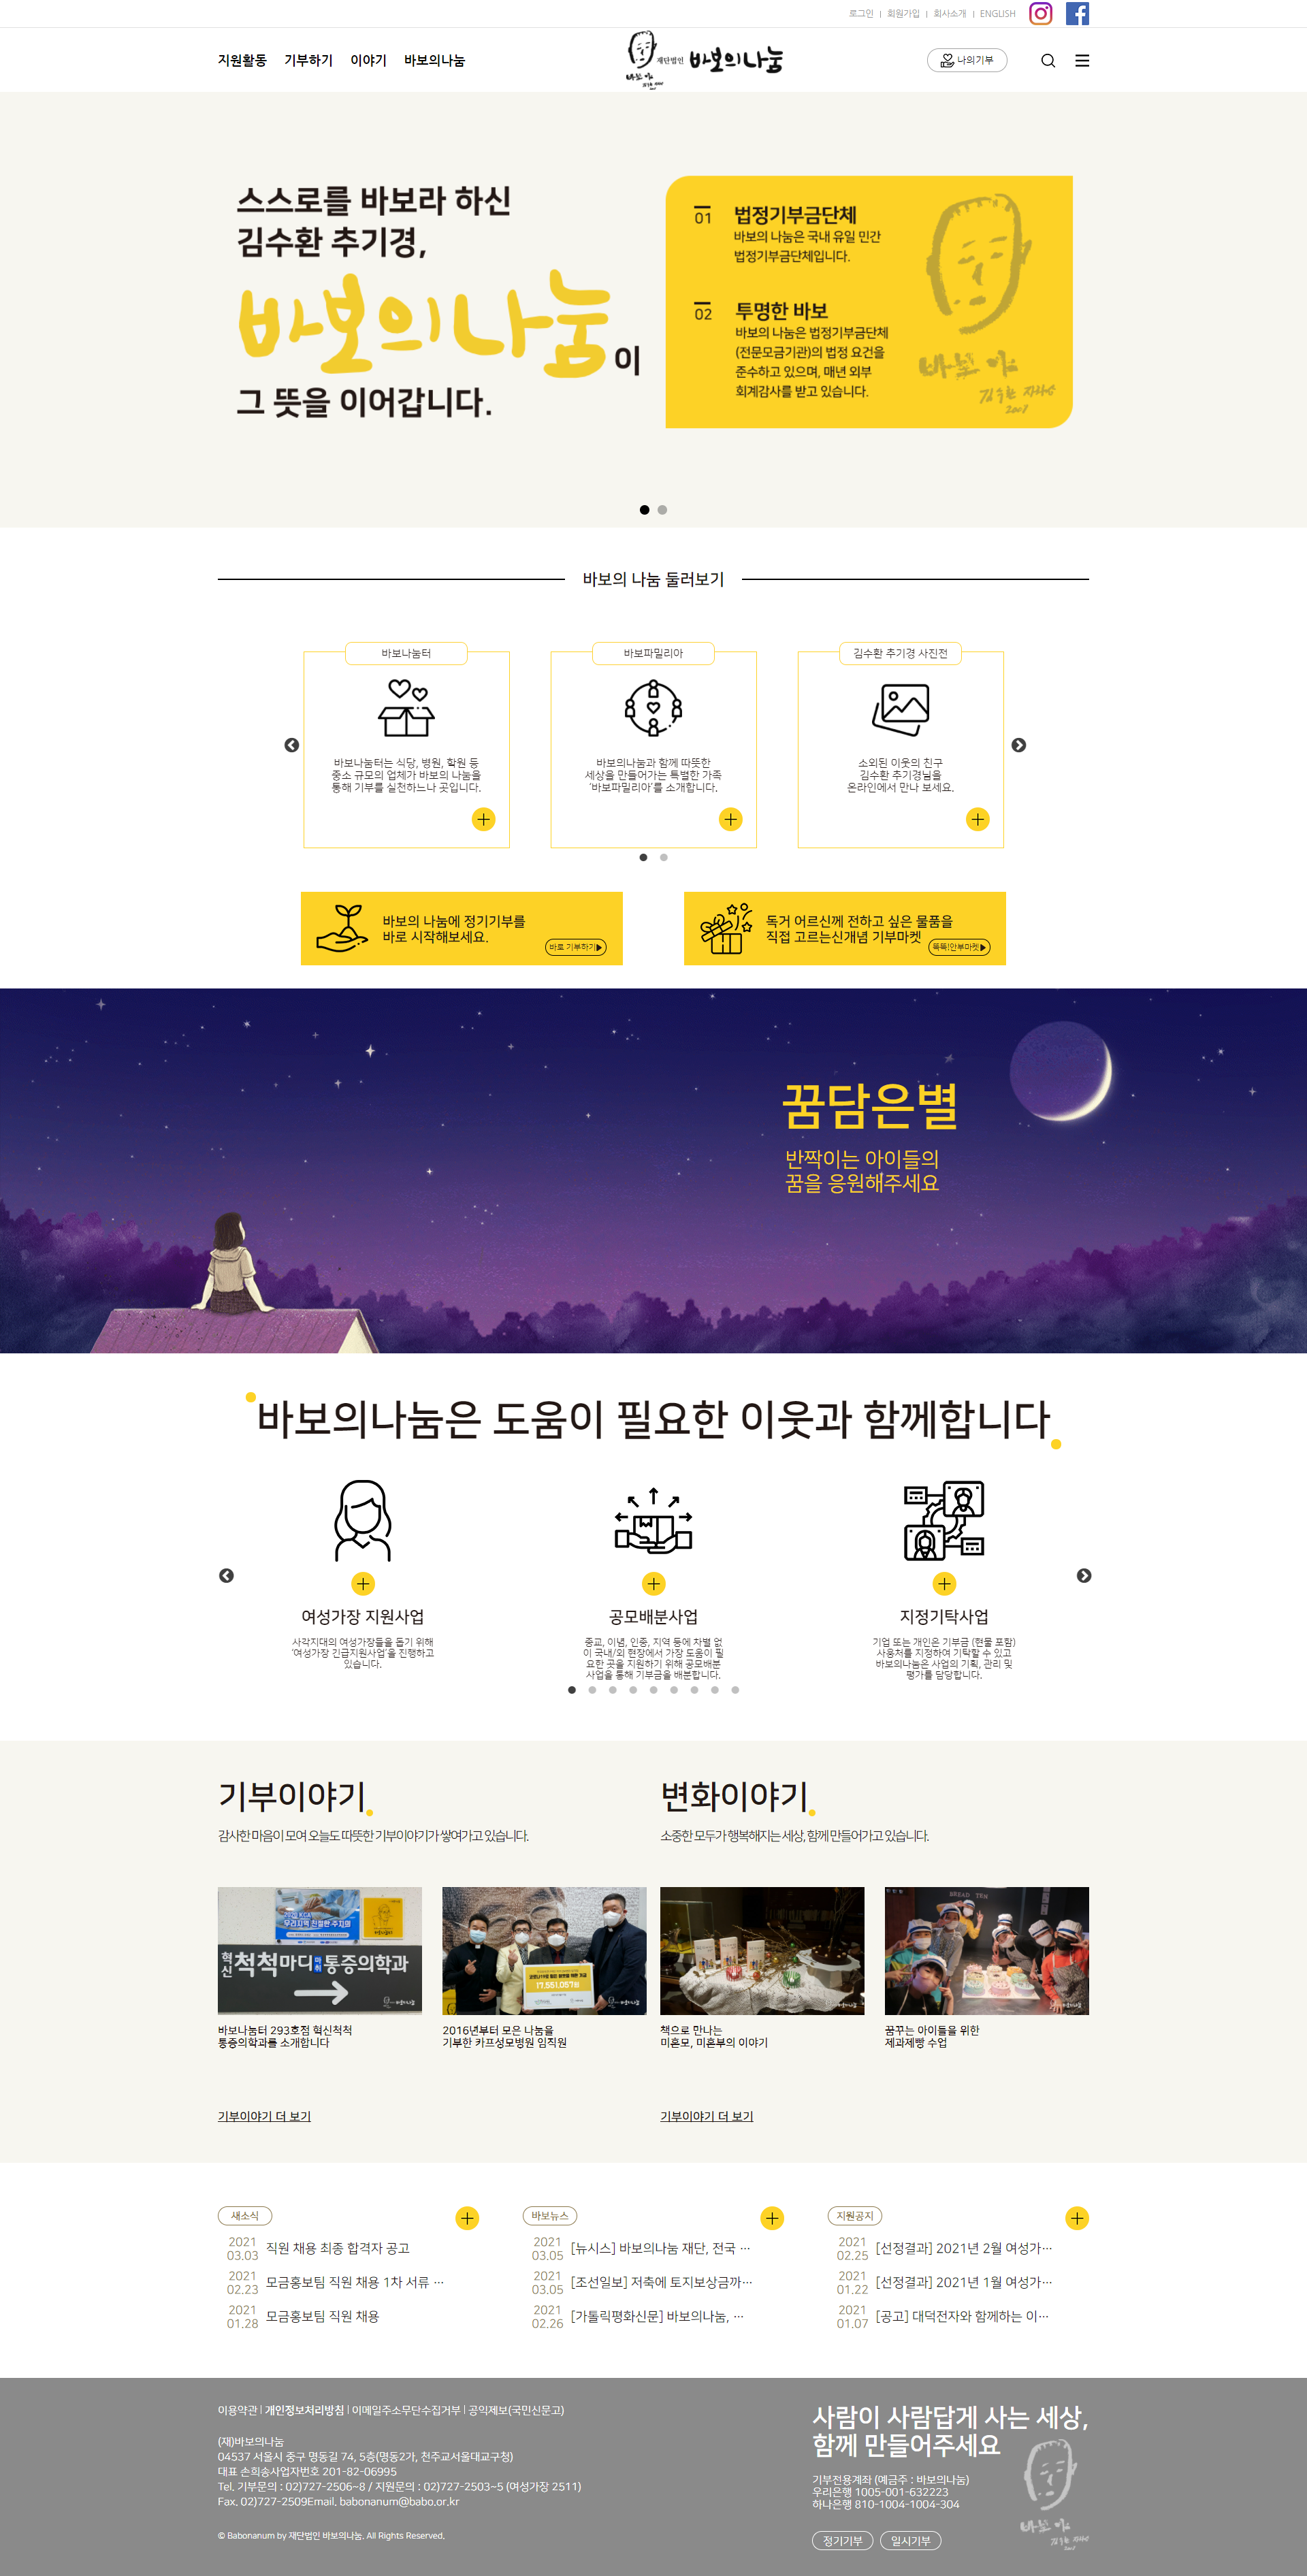 로그인 | 회원가입 | 회사소개 | ENGLISH
지원활동 기부하기 이야기 바보의나눔
재단법인 바보의나눔
바보야
나의기부
스스로를 바보라 하신
김수환 추기경,
바보의나눔이
그 뜻을 이어갑니다.
01 법정기부금단체
바보의 나눔은 국내 유일 민간
법정기부금단체입니다.
02 투명한 바보
바보의 나눔은 법정기부금단체
(전문모금기관)의 법정 요건을
준수하고 있으며, 매년 외부
회계감사를 받고 있습니다.
바보야
김수환 자화상
2007
바보의 나눔 둘러보기
바보나눔터
바보나눔터는 식당, 병원, 학원 등
중소 규모의 업체가 바보의 나눔을
통해 기부를 실천하느나 곳입니다.
바보파밀리아
바보의나눔과 함께 따뜻한
세상을 만들어가는 특별한 가족
'바보파밀리아'를 소개합니다.
김수환 추기경 사진전
소외된 이웃의 친구
김수환 추기경님을
온라인에서 만나 보세요.
바보의 나눔에 정기기부를
바로 시작해보세요.
바로 기부하기▶
독거 어르신께 전하고 싶은 물품을
직접 고르는신개념 기부마켓
똑똑!안부마켓▶
꿈담은별
반짝이는 아이들의
꿈을 응원해주세요
바보의나눔은 도움이 필요한 이웃과 함께합니다
여성가장 지원사업
사각지대의 여성가장들을 돕기 위해
'여성가장 긴급지원사업'을 진행하고
있습니다.
공모배분사업
종교, 이념, 인종, 지역 등에 차별 없
이 국내/외 현장에서 가장 도움이 필
요한 곳을 지원하기 위해 공모배분
사업을 통해 기부금을 배분합니다.
지정기탁사업
기업 또는 개인은 기부금 (현물 포함)
사용처를 지정하여 기탁할 수 있고
바보의나눔은 사업의 기획, 관리 및
평가를 담당합니다.
기부이야기
감사한 마음이 모여 오늘도 따뜻한 기부이야기가 쌓여가고 있습니다.
변화이야기
소중한 모두가 행복해지는 세상, 함께 만들어가고 있습니다.
우리지역 친절한 주치의
혁신 척척마디 마취 통증의학과
17,551,057원
BREAD TEN
바보나눔터 293호점 혁신척척
통증의학과를 소개합니다
2016년부터 모은 나눔을
기부한 카프성모병원 임직원
책으로 만나는
미혼모, 미혼부의 이야기
꿈꾸는 아이들을 위한
제과제빵 수업
기부이야기 더 보기
기부이야기 더 보기
새소식
2021
03.03 직원 채용 최종 합격자 공고
2021
02.23 모금홍보팀 직원 채용 1차 서류 …
2021
01.28 모금홍보팀 직원 채용
바보뉴스
2021
03.05 [뉴시스] 바보의나눔 재단, 전국 …
2021
03.05 [조선일보] 저축에 토지보상금까…
2021
02.26 [가톨릭평화신문] 바보의나눔, …
지원공지
2021
02.25 [선정결과] 2021년 2월 여성가…
2021
01.22 [선정결과] 2021년 1월 여성가…
2021
01.07 [공고] 대덕전자와 함께하는 이…
이용약관 | 개인정보처리방침 | 이메일주소무단수집거부 | 공익제보(국민신문고)
(재)바보의나눔
04537 서울시 중구 명동길 74, 5층(명동2가, 천주교서울대교구청)
대표 손희송사업자번호 201-82-06995
Tel. 기부문의 : 02)727-2506~8 / 지원문의 : 02)727-2503~5 (여성가장 2511)
Fax. 02)727-2509Email. babonanum@babo.or.kr
© Babonanum by 재단법인 바보의나눔. All Rights Reserved.
사람이 사람답게 사는 세상,
함께 만들어주세요
기부전용계좌 (예금주 : 바보의나눔)
우리은행 1005-001-632223
하나은행 810-1004-1004-304
정기기부 일시기부
바보야
김수환 자화상
2007